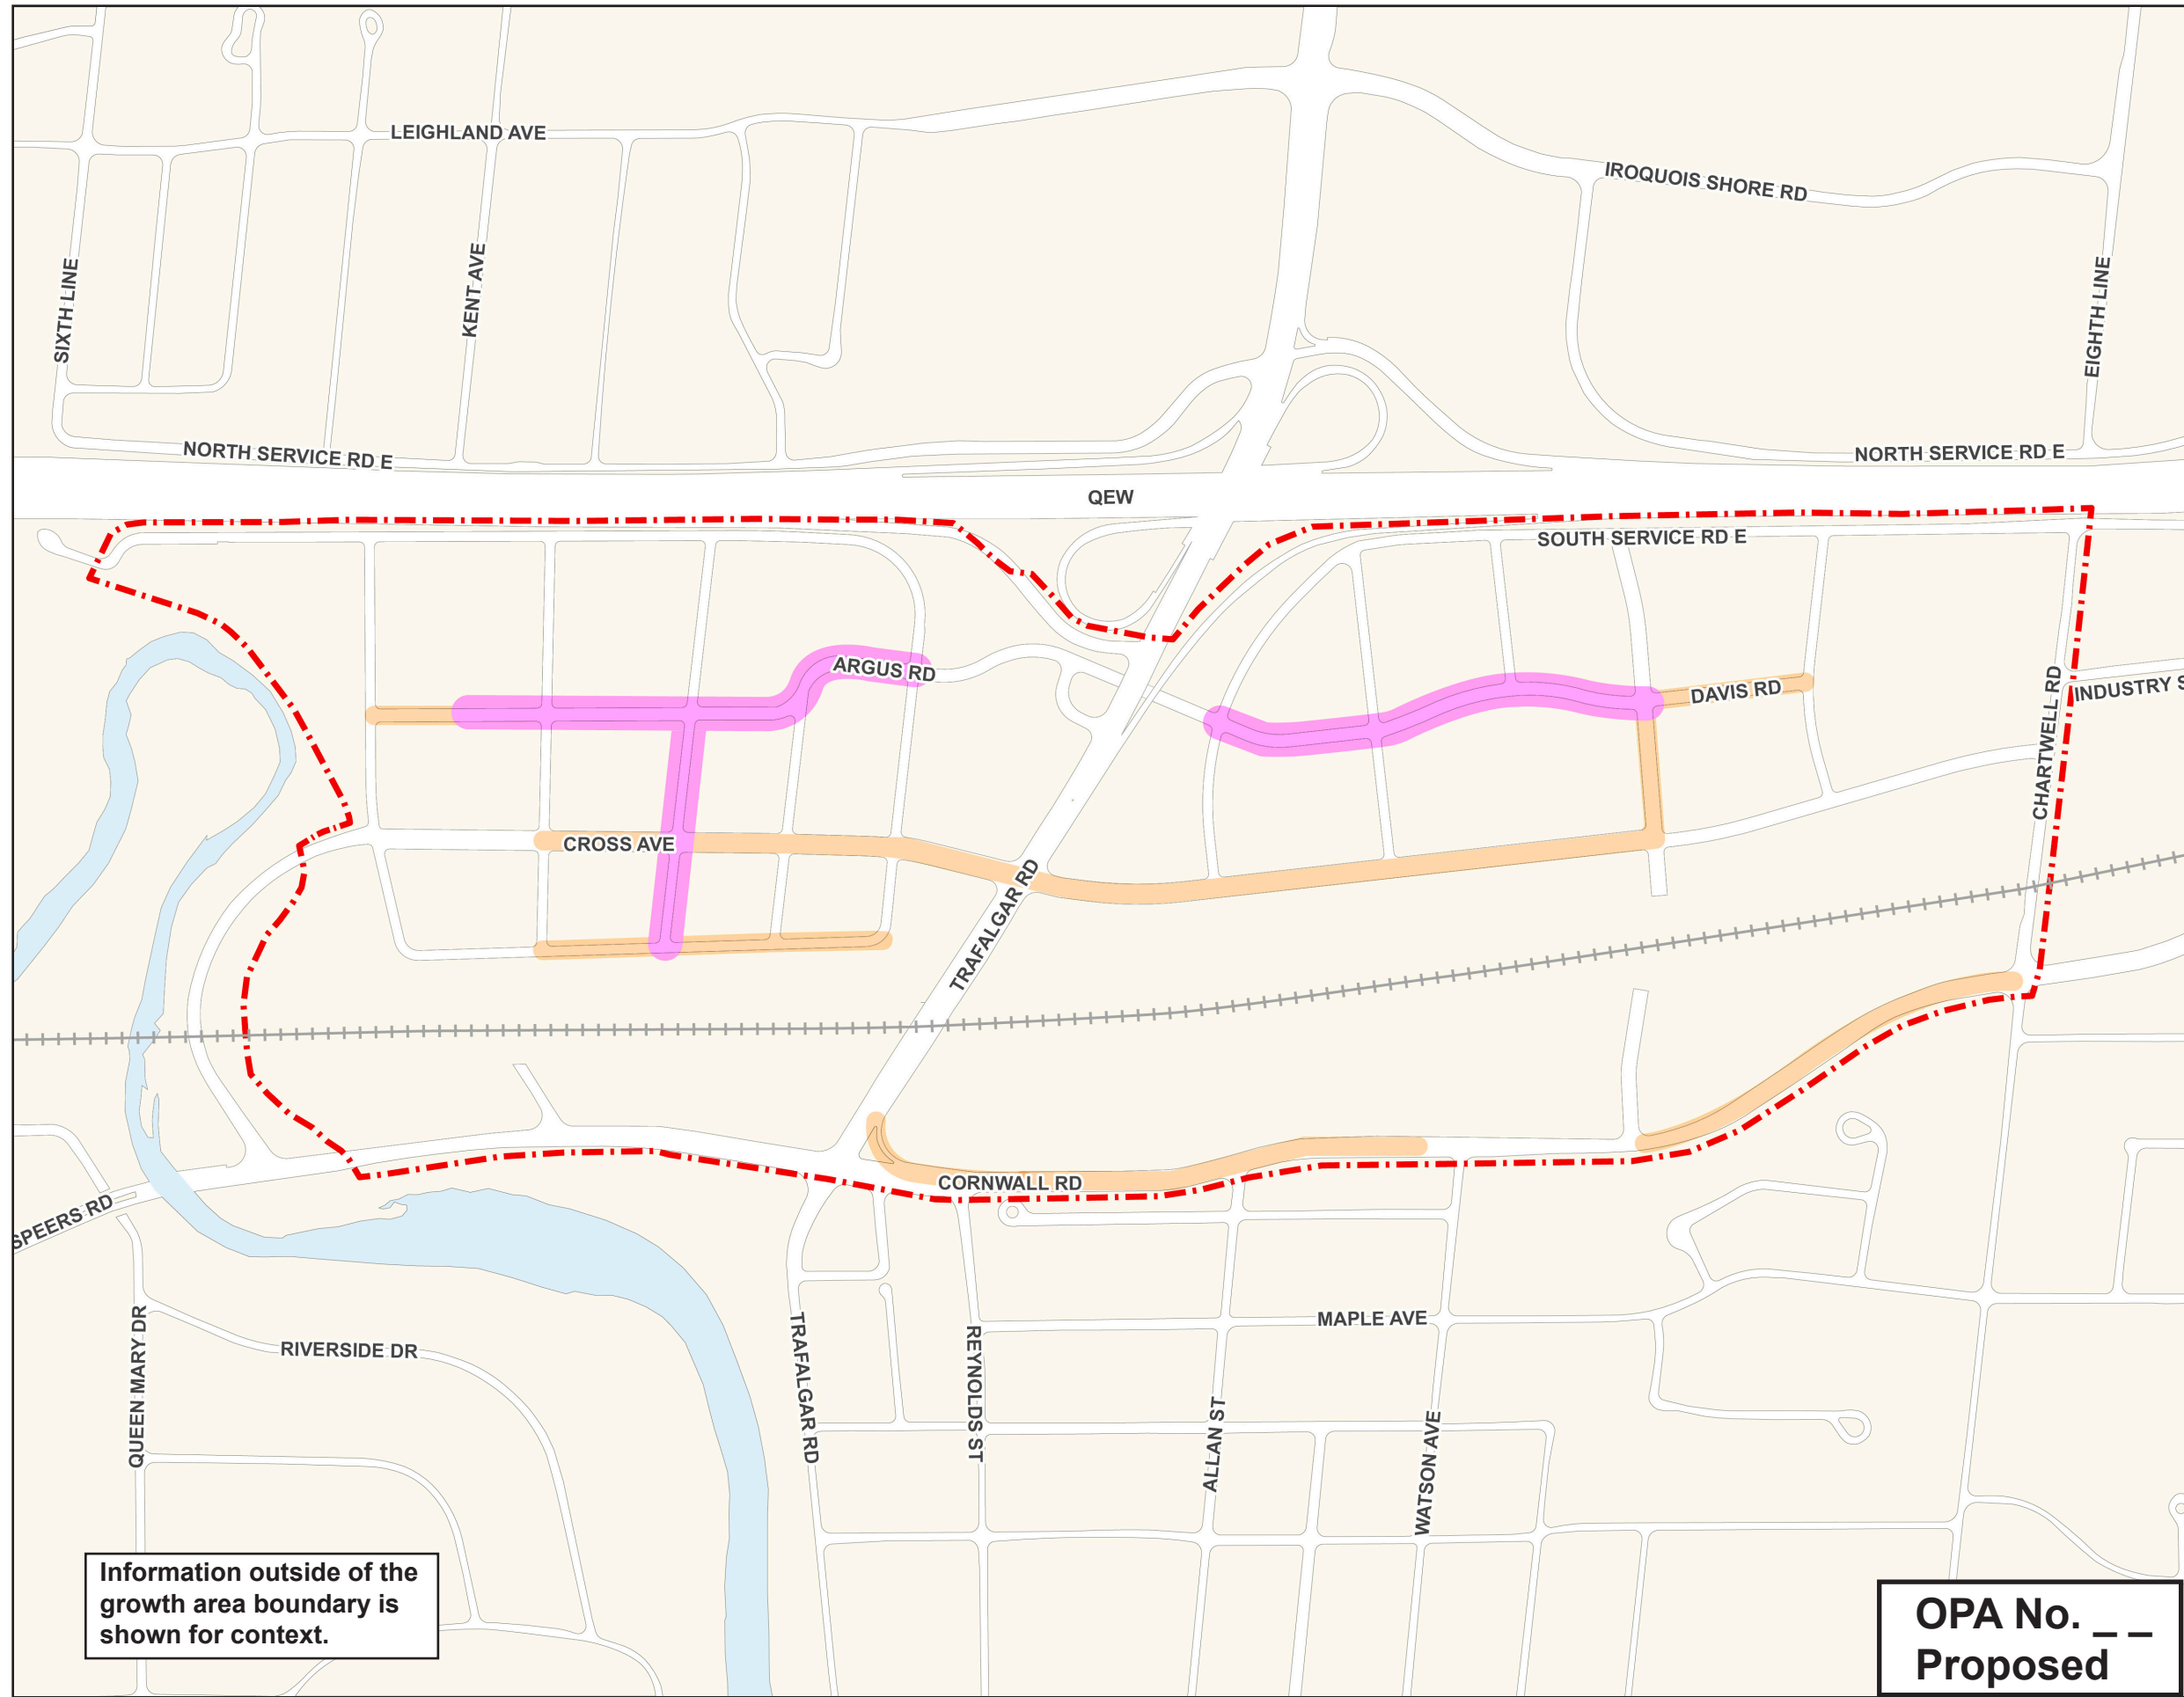 LEIGHLAND AVE
IROQUOIS SHORE RD
SIXTH LINE
KENT AVE
EIGHTH LINE
NORTH SERVICE RD E
NORTH SERVICE RD E
QEW
SOUTH SERVICE RD E
ARGUS RD
DAVIS RD
INDUSTRY S
CHARTWELL RD
CROSS AVE
TRAFALGAR RD
CORNWALL RD
SPEERS RD
QUEEN MARY DR
RIVERSIDE DR
TRAFALGAR RD
REYNOLDS ST
MAPLE AVE
ALLAN ST
WATSON AVE
Information outside of the
growth area boundary is
shown for context.
OPA No. _ _
Proposed